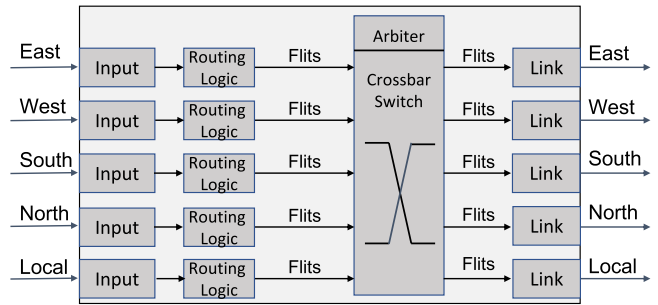 Arbiter
East
Input
Routing
Logic
Flits
Crossbar
Switch
Flits
Link
East
West
Input
Routing
Logic
Flits
Flits
Link
West
South
Input
Routing
Logic
Flits
Flits
Link
South
North
Input
Routing
Logic
Flits
Flits
Link
North
Local
Input
Routing
Logic
Flits
Flits
Link
Local